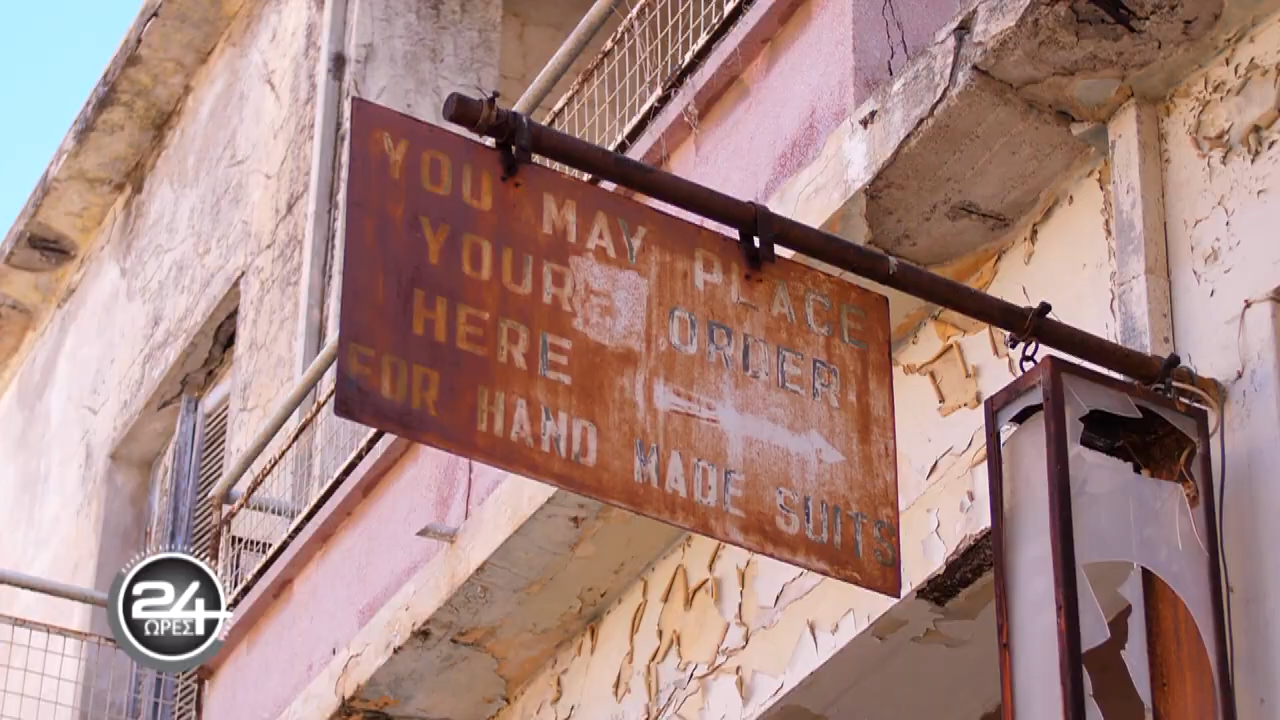 YOU MAY PLACE
YOUR ORDER
HERE
FOR HAND MADE SUITS
24
ΩΡΕΣ